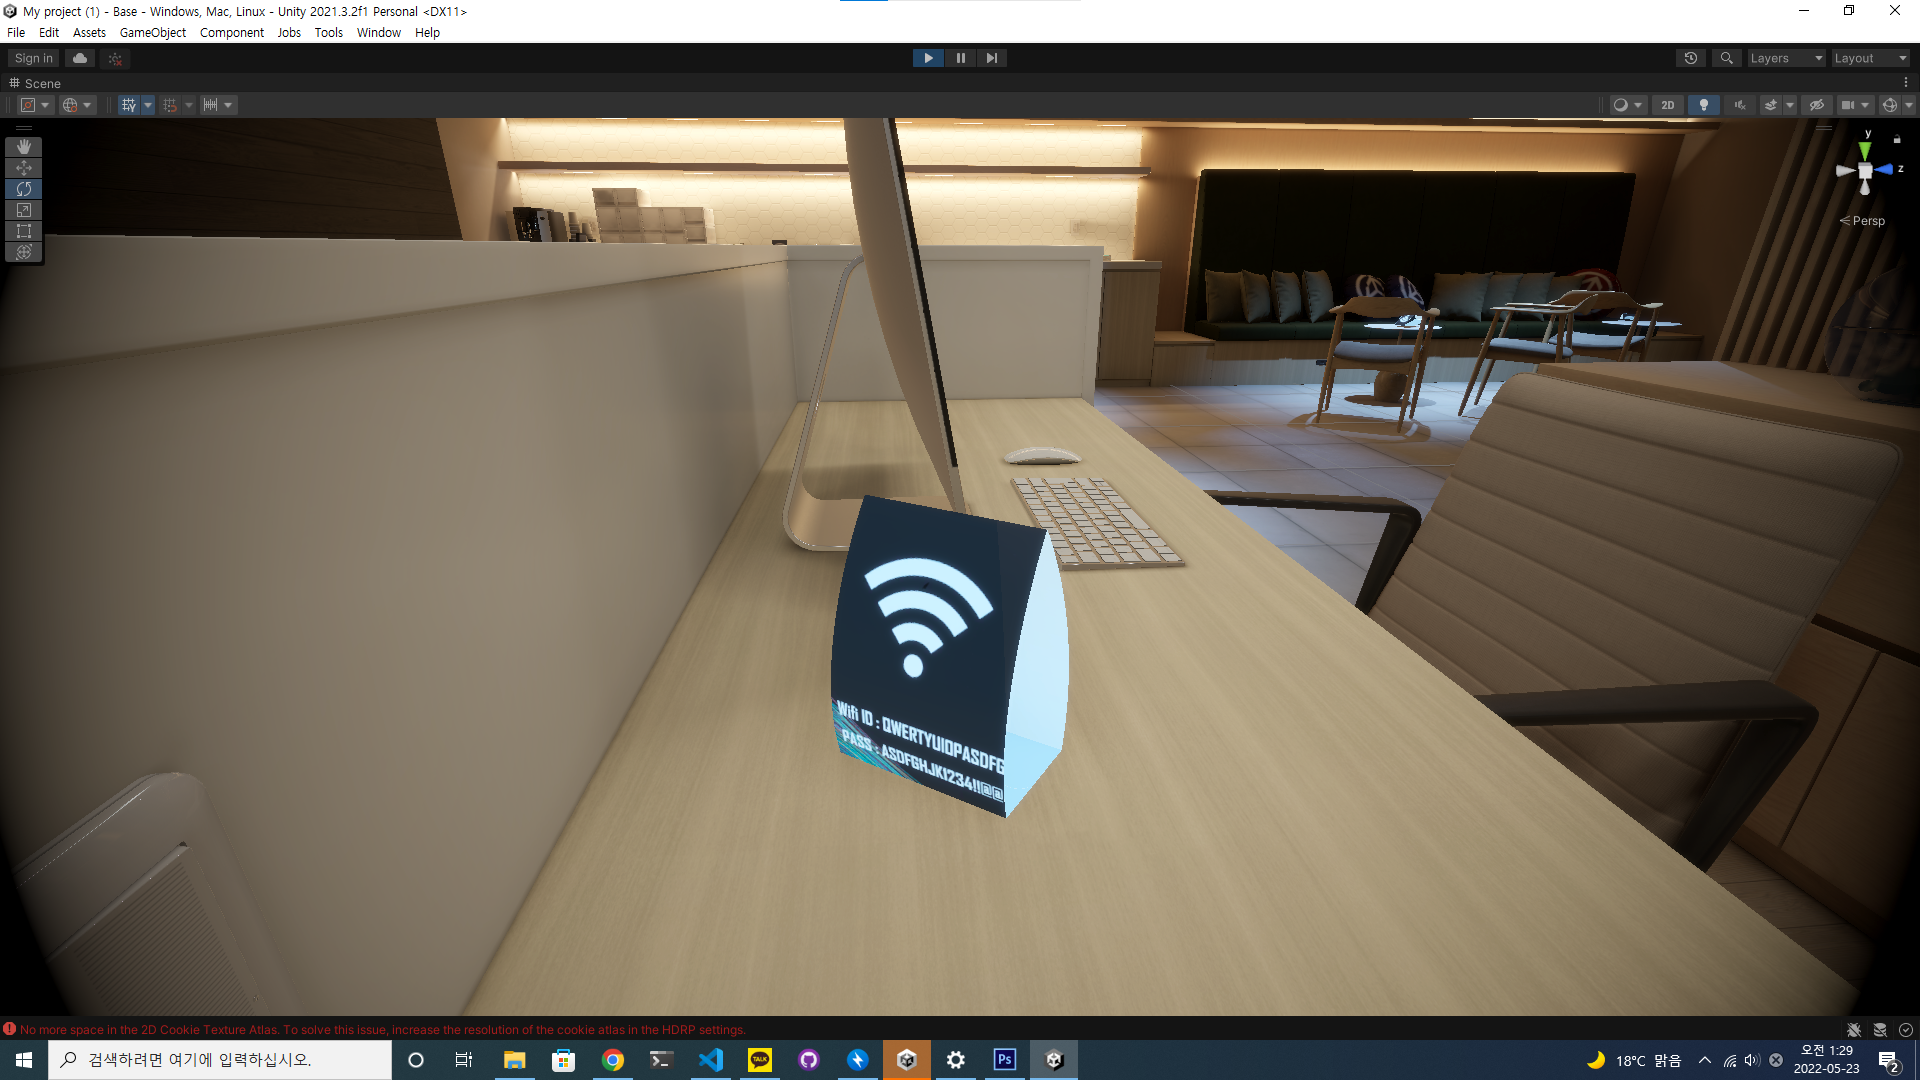 My project (1) - Base - Windows, Mac, Linux - Unity 2021.3.2f1 Personal <DX11>
File Edit Assets GameObject Component Jobs Tools Window Help
Sign in
Layers
Layout
Scene
2D
y
z
Persp
Wifi ID : QWERTYUIOPASDFG
PASS : ASDFGHJK1234!!@@
No more space in the 2D Cookie Texture Atlas. To solve this issue, increase the resolution of the cookie atlas in the HDRP settings.
검색하려면 여기에 입력하십시오.
TALK
Ps
18°C 맑음
오전 1:29
2022-05-23
2